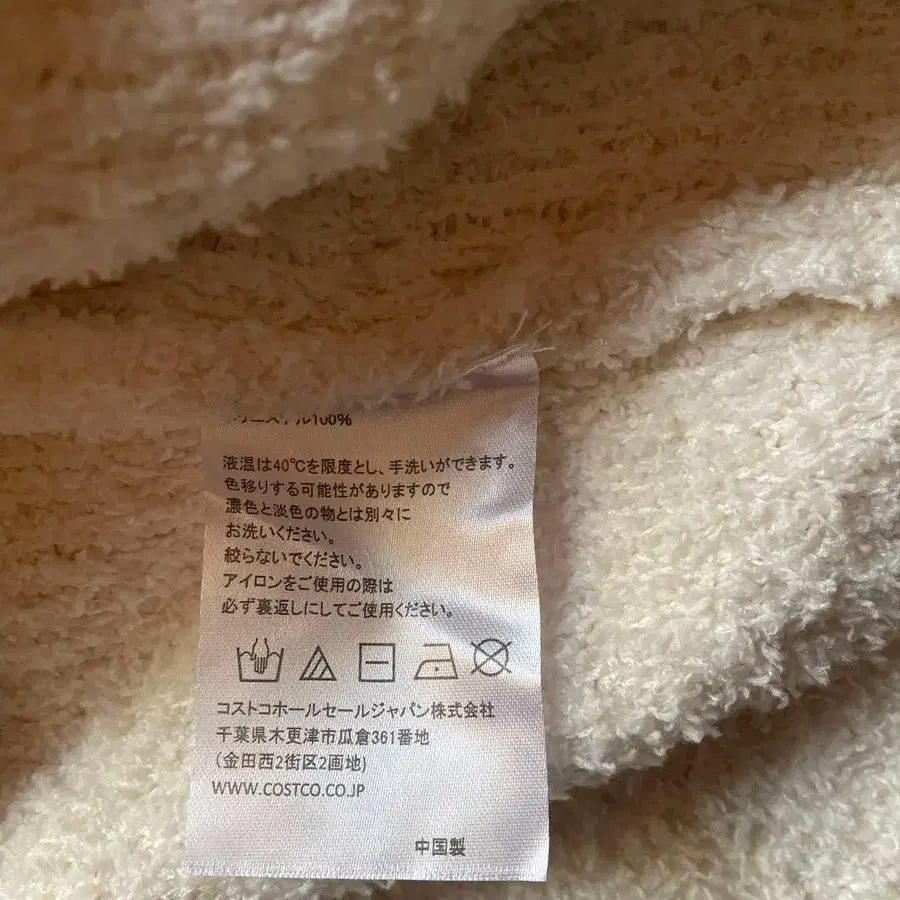 リエステル100%
液温は40℃を限度とし、手洗いができます。
色移りする可能性がありますので
濃色と淡色の物とは別々に
お洗いください。
絞らないでください。
アイロンをご使用の際は
必ず裏返しにしてご使用ください。
コストコホールセールジャパン株式会社
千葉県木更津市瓜倉361番地
(金田西2街区2画地)
WWW.COSTCO.CO.JP
中国製